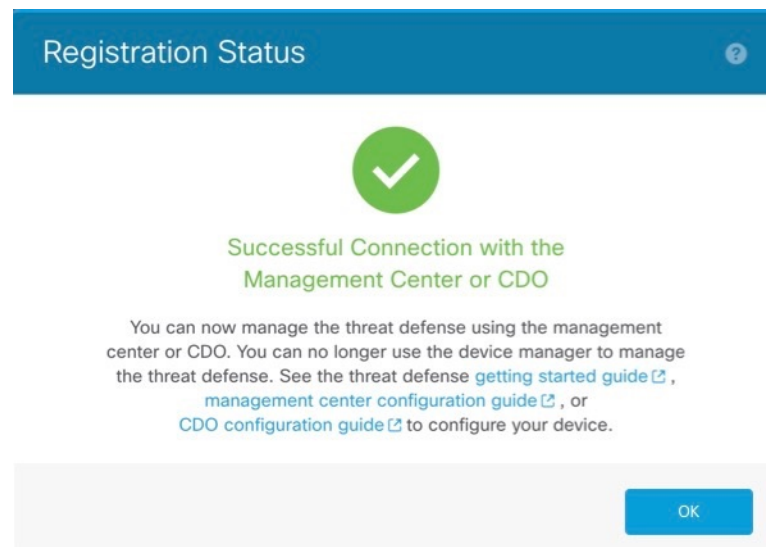 Registration Status
?
Successful Connection with the
Management Center or CDO
You can now manage the threat defense using the management
center or CDO. You can no longer use the device manager to manage
the threat defense. See the threat defense getting started guide ,
management center configuration guide , or
CDO configuration guide to configure your device.
OK